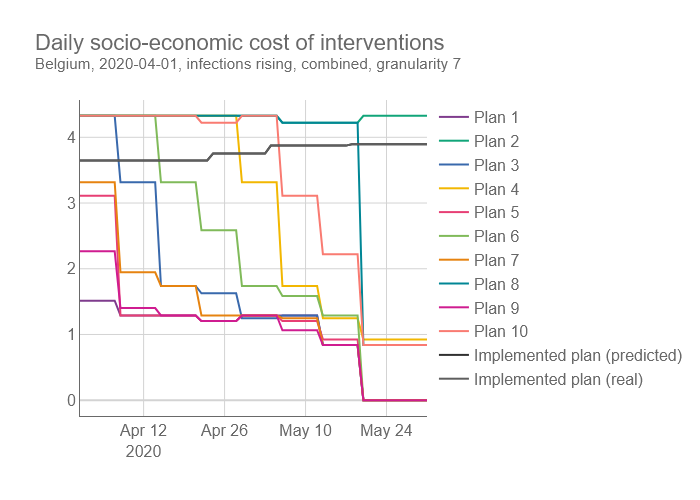 Daily socio-economic cost of interventions
Belgium, 2020-04-01, infections rising, combined, granularity 7
4
3
2
1
0
Apr 12
2020
Apr 26
May 10
May 24
Plan 1
Plan 2
Plan 3
Plan 4
Plan 5
Plan 6
Plan 7
Plan 8
Plan 9
Plan 10
Implemented plan (predicted)
Implemented plan (real)